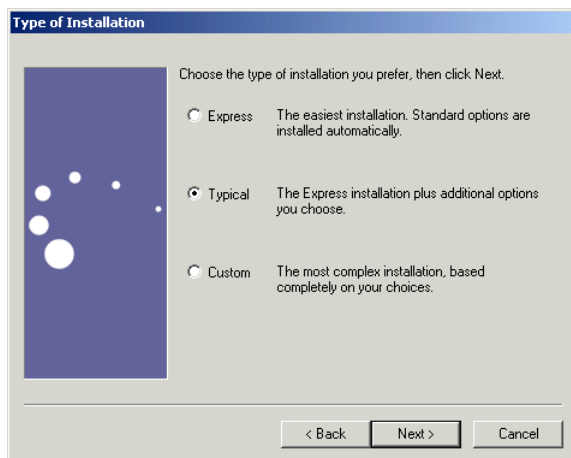 Type of Installation
Choose the type of installation you prefer, then click Next.
Express
The easiest installation. Standard options are
installed automatically.
Typical
The Express installation plus additional options
you choose.
Custom
The most complex installation, based
completely on your choices.
< Back
Next >
Cancel